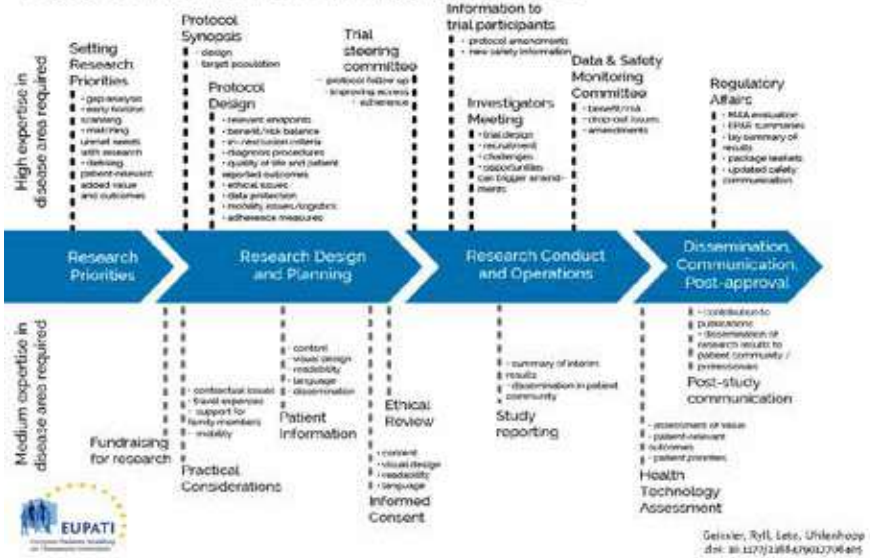 High expertise in
disease area required
Setting
Research
Priorities
- gap analysis
- early horizon
scanning
- matching
unmet needs
with research
- defining
patient-relevant
added value
and outcomes
Protocol
Synopsis
- design
- target population
Protocol
Design
- relevant endpoints
- benefit/risk balance
- in-/exclusion criteria
- diagnosis procedures
- quality of life and patient
reported outcomes
- ethical issues
- data protection
- mobility issues/logistics
- adherence measures
Trial
steering
committee
- protocol follow up
- improving access
- adherence
Information to
trial participants
- protocol amendments
- new safety information
Investigators
Meeting
- trial design
- recruitment
- challenges
- opportunities
can trigger amend-
ments
Data & Safety
Monitoring
Committee
- benefit/risk
- drop-out issues
- amendments
Regulatory
Affairs
- MAA evaluation
- EPAR summaries
- lay summary of
results
- package leaflets
- updated safety
communication
Research
Priorities
Research Design
and Planning
Research Conduct
and Operations
Dissemination,
Communication,
Post-approval
Medium expertise in
disease area required
Fundraising
for research
- contractual issues
- travel expenses
- support for
family members
- mobility
Practical
Considerations
- content
- visual design
- readability
- language
- dissemination
Patient
Information
Ethical
Review
- content
- visual design
- readability
- language
Informed
Consent
- summary of interim
results
- dissemination in patient
community
Study
reporting
- contribution to
publications
- dissemination of
research results to
patient community /
professionals
Post-study
communication
- assessment of value
- patient-relevant
outcomes
- patient priorities
Health
Technology
Assessment
EUPATI
Geissler, Ryll, Leto, Uhlenhopp